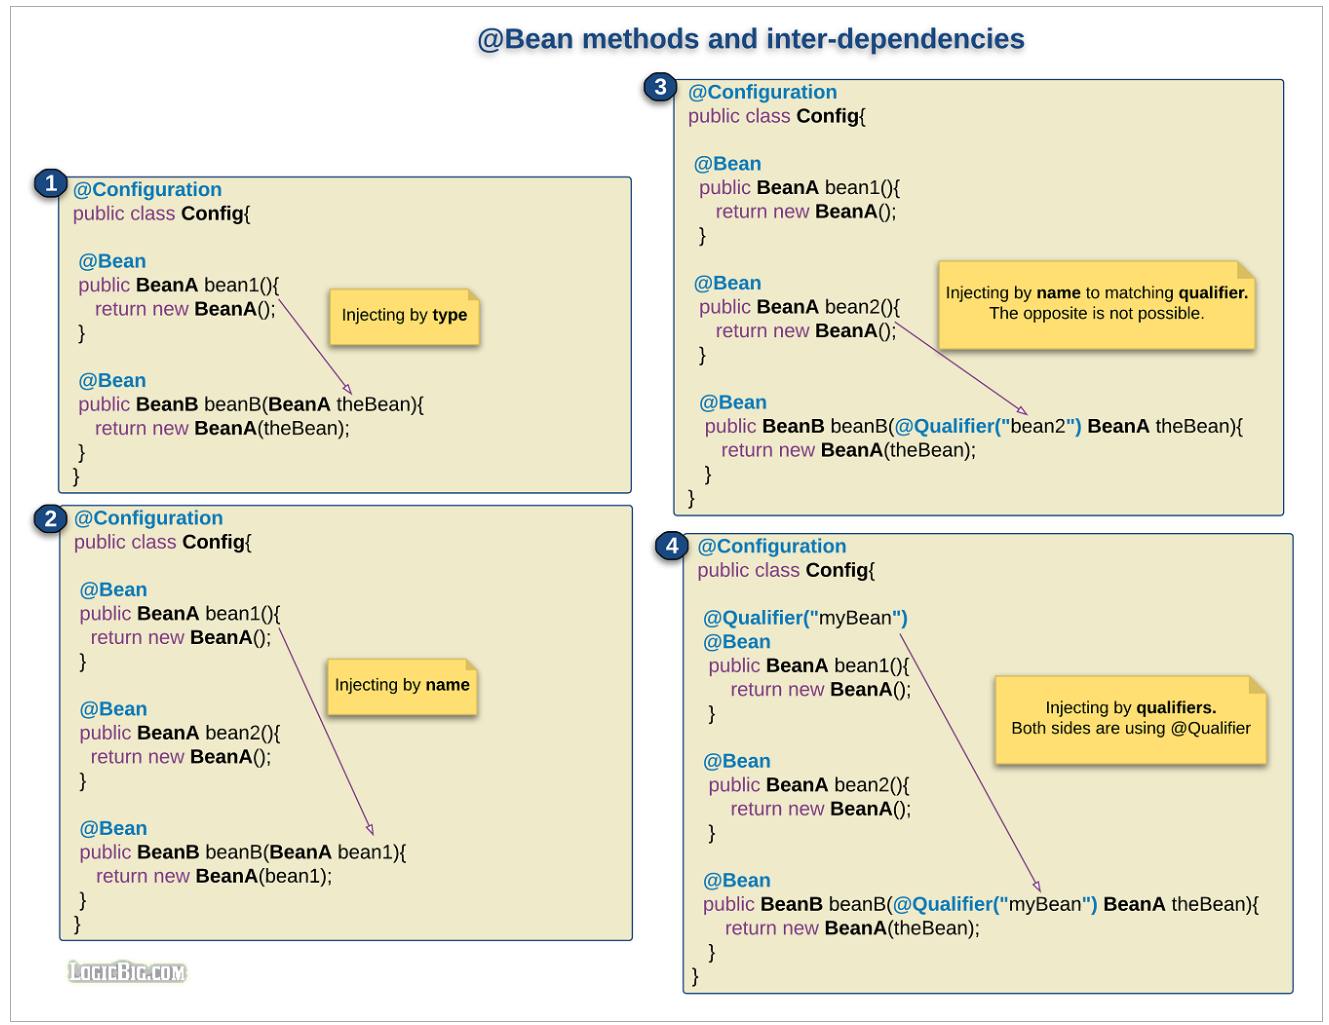 @Bean methods and inter-dependencies
1
@Configuration
public class Config{
@Bean
public BeanA bean1(){
return new BeanA();
}
@Bean
public BeanB beanB(BeanA theBean){
return new BeanA(theBean);
}
}
Injecting by type
2
@Configuration
public class Config{
@Bean
public BeanA bean1(){
return new BeanA();
}
@Bean
public BeanA bean2(){
return new BeanA();
}
@Bean
public BeanB beanB(BeanA bean1){
return new BeanA(bean1);
}
}
Injecting by name
3
@Configuration
public class Config{
@Bean
public BeanA bean1(){
return new BeanA();
}
@Bean
public BeanA bean2(){
return new BeanA();
}
@Bean
public BeanB beanB(@Qualifier("bean2") BeanA theBean){
return new BeanA(theBean);
}
}
Injecting by name to matching qualifier.
The opposite is not possible.
4
@Configuration
public class Config{
@Qualifier("myBean")
@Bean
public BeanA bean1(){
return new BeanA();
}
@Bean
public BeanA bean2(){
return new BeanA();
}
@Bean
public BeanB beanB(@Qualifier("myBean") BeanA theBean){
return new BeanA(theBean);
}
}
Injecting by qualifiers.
Both sides are using @Qualifier
LogicBig.com